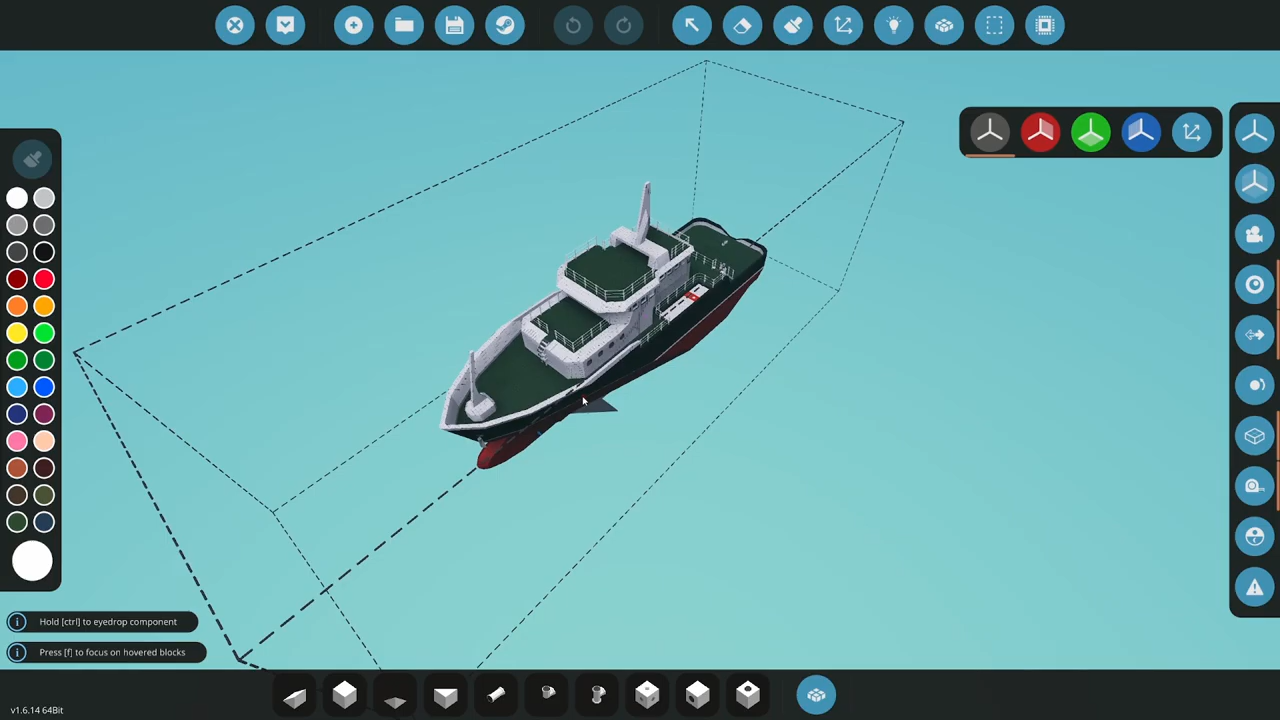 Hold [ctrl] to eyedrop component
Press [f] to focus on hovered blocks
v1.6.14 64Bit